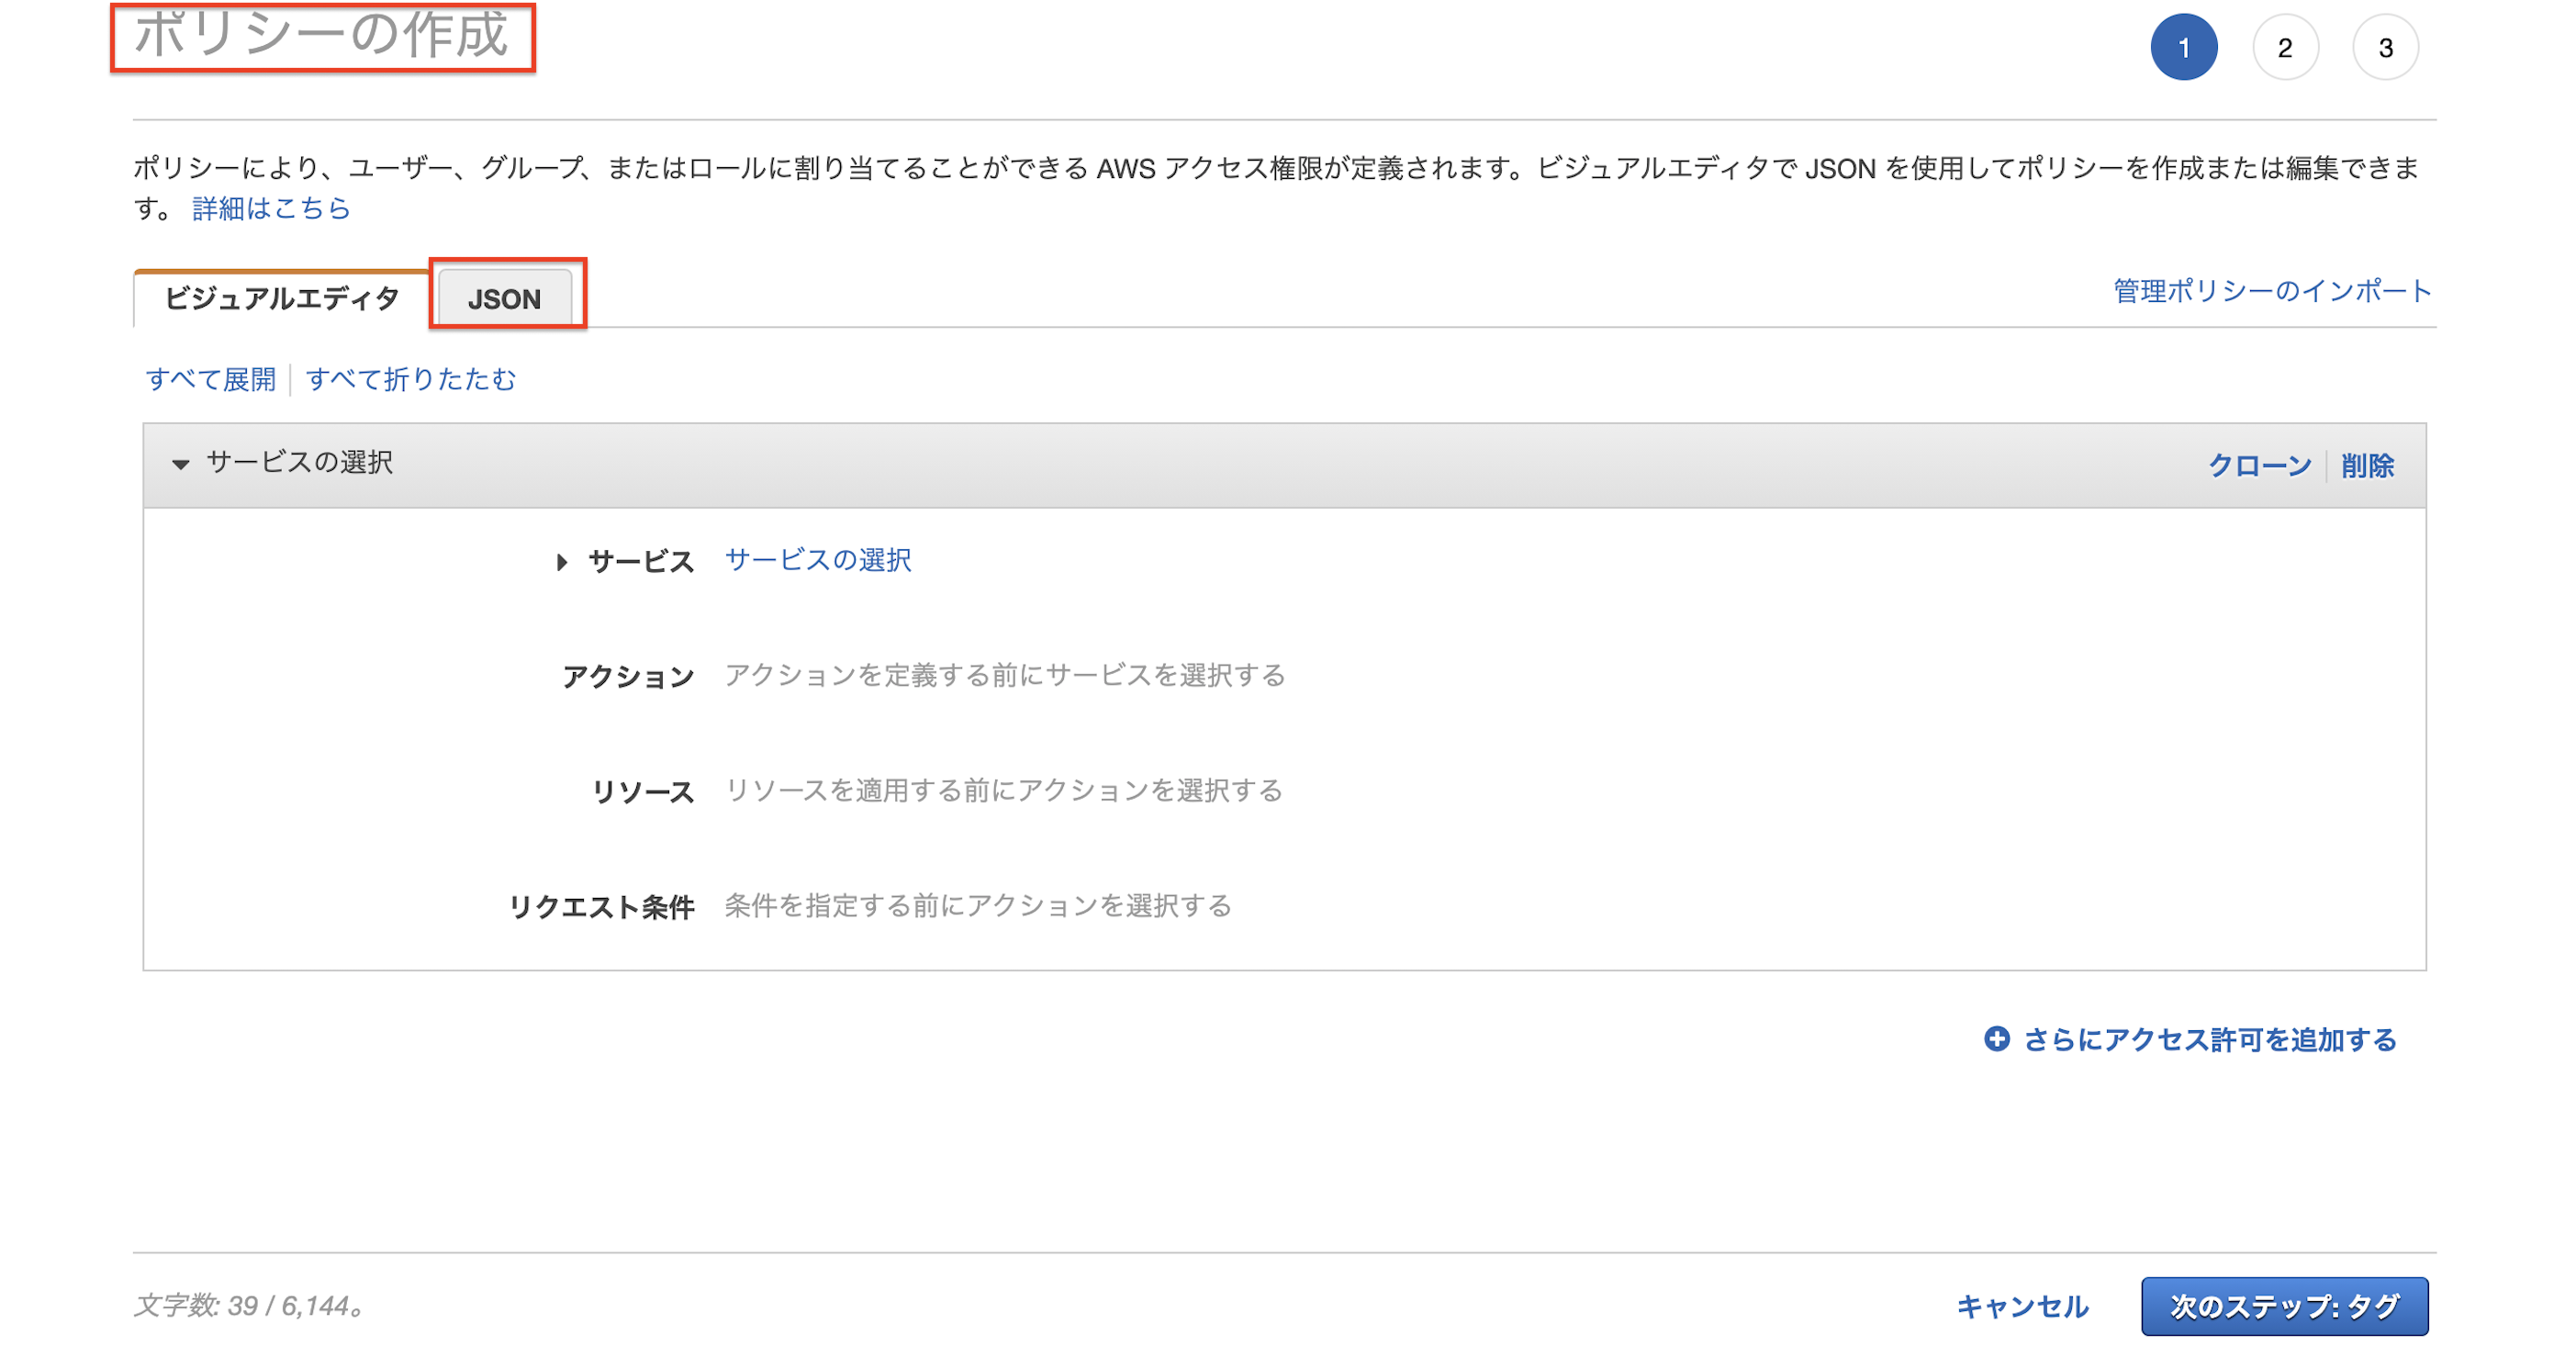 ポリシーの作成
1 2 3
ポリシーにより、ユーザー、グループ、またはロールに割り当てることができる AWS アクセス権限が定義されます。ビジュアルエディタで JSON を使用してポリシーを作成または編集できま
す。 詳細はこちら
ビジュアルエディタ JSON 管理ポリシーのインポート
すべて展開 すべて折りたたむ
サービスの選択 クローン 削除
サービス サービスの選択
アクション アクションを定義する前にサービスを選択する
リソース リソースを適用する前にアクションを選択する
リクエスト条件 条件を指定する前にアクションを選択する
さらにアクセス許可を追加する
文字数: 39 / 6,144。 キャンセル 次のステップ: タグ